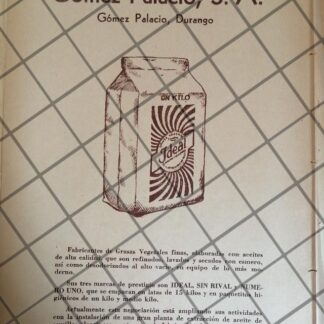 Gómez Palacio, S. A.
Gómez Palacio, Durango
UN KILO
Ideal
Fabricantes de Grasas Vegetales finas, elaboradas con aceites
de alta calidad, que son refinados, lavados y secados con esmero,
así como desodorizados al alto vacío, en equipo de lo más mo-
derno.
Sus tres marcas de prestigio son IDEAL, SIN RIVAL y NUME-
RO UNO, que se empacan en latas de 15 kilos y en paquetitos hi-
giénicos de un kilo y medio kilo.
Actualmente esta negociación está ampliando sus actividades
con la instalación de una gran planta de extracción de aceite de